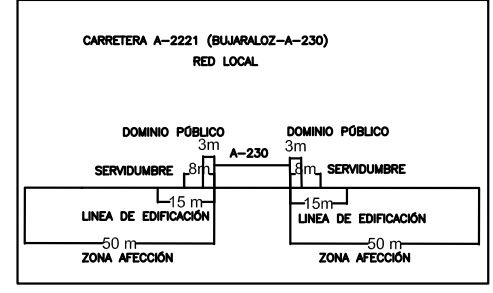 CARRETERA A-2221 (BUJARALOZ-A-230)
RED LOCAL
DOMINIO PÚBLICO DOMINIO PÚBLICO
3m A-230 3m
SERVIDUMBRE 8m 8m SERVIDUMBRE
15 m 15m
LINEA DE EDIFICACIÓN LINEA DE EDIFICACIÓN
50 m 50 m
ZONA AFECCIÓN ZONA AFECCIÓN